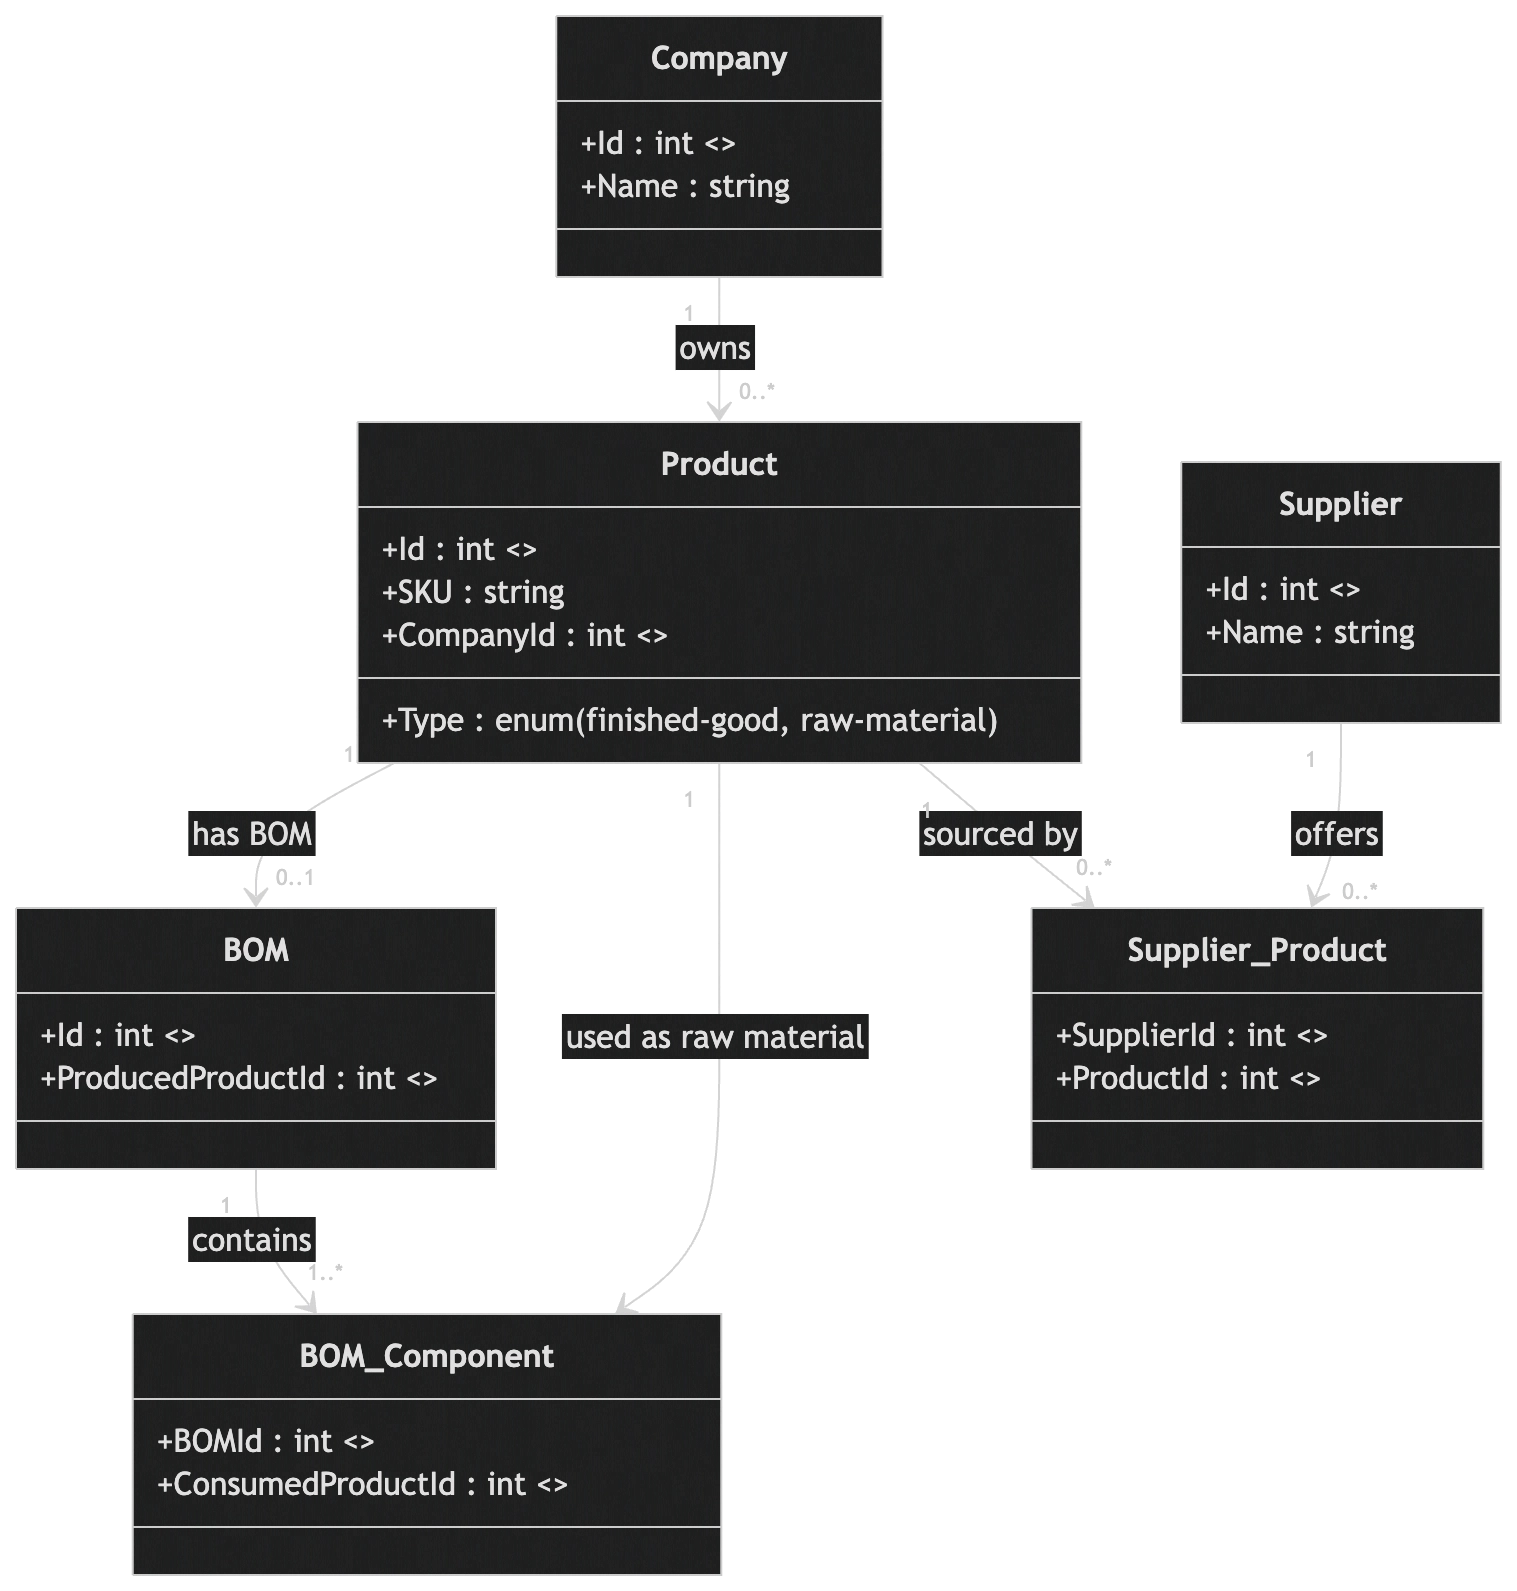 Company
+Id : int <>
+Name : string
1
owns
0..*
Product
+Id : int <>
+SKU : string
+CompanyId : int <>
+Type : enum(finished-good, raw-material)
Supplier
+Id : int <>
+Name : string
1
has BOM
0..1
1
used as raw material
1
sourced by
0..*
1
offers
0..*
BOM
+Id : int <>
+ProducedProductId : int <>
Supplier_Product
+SupplierId : int <>
+ProductId : int <>
1
contains
1..*
BOM_Component
+BOMId : int <>
+ConsumedProductId : int <>